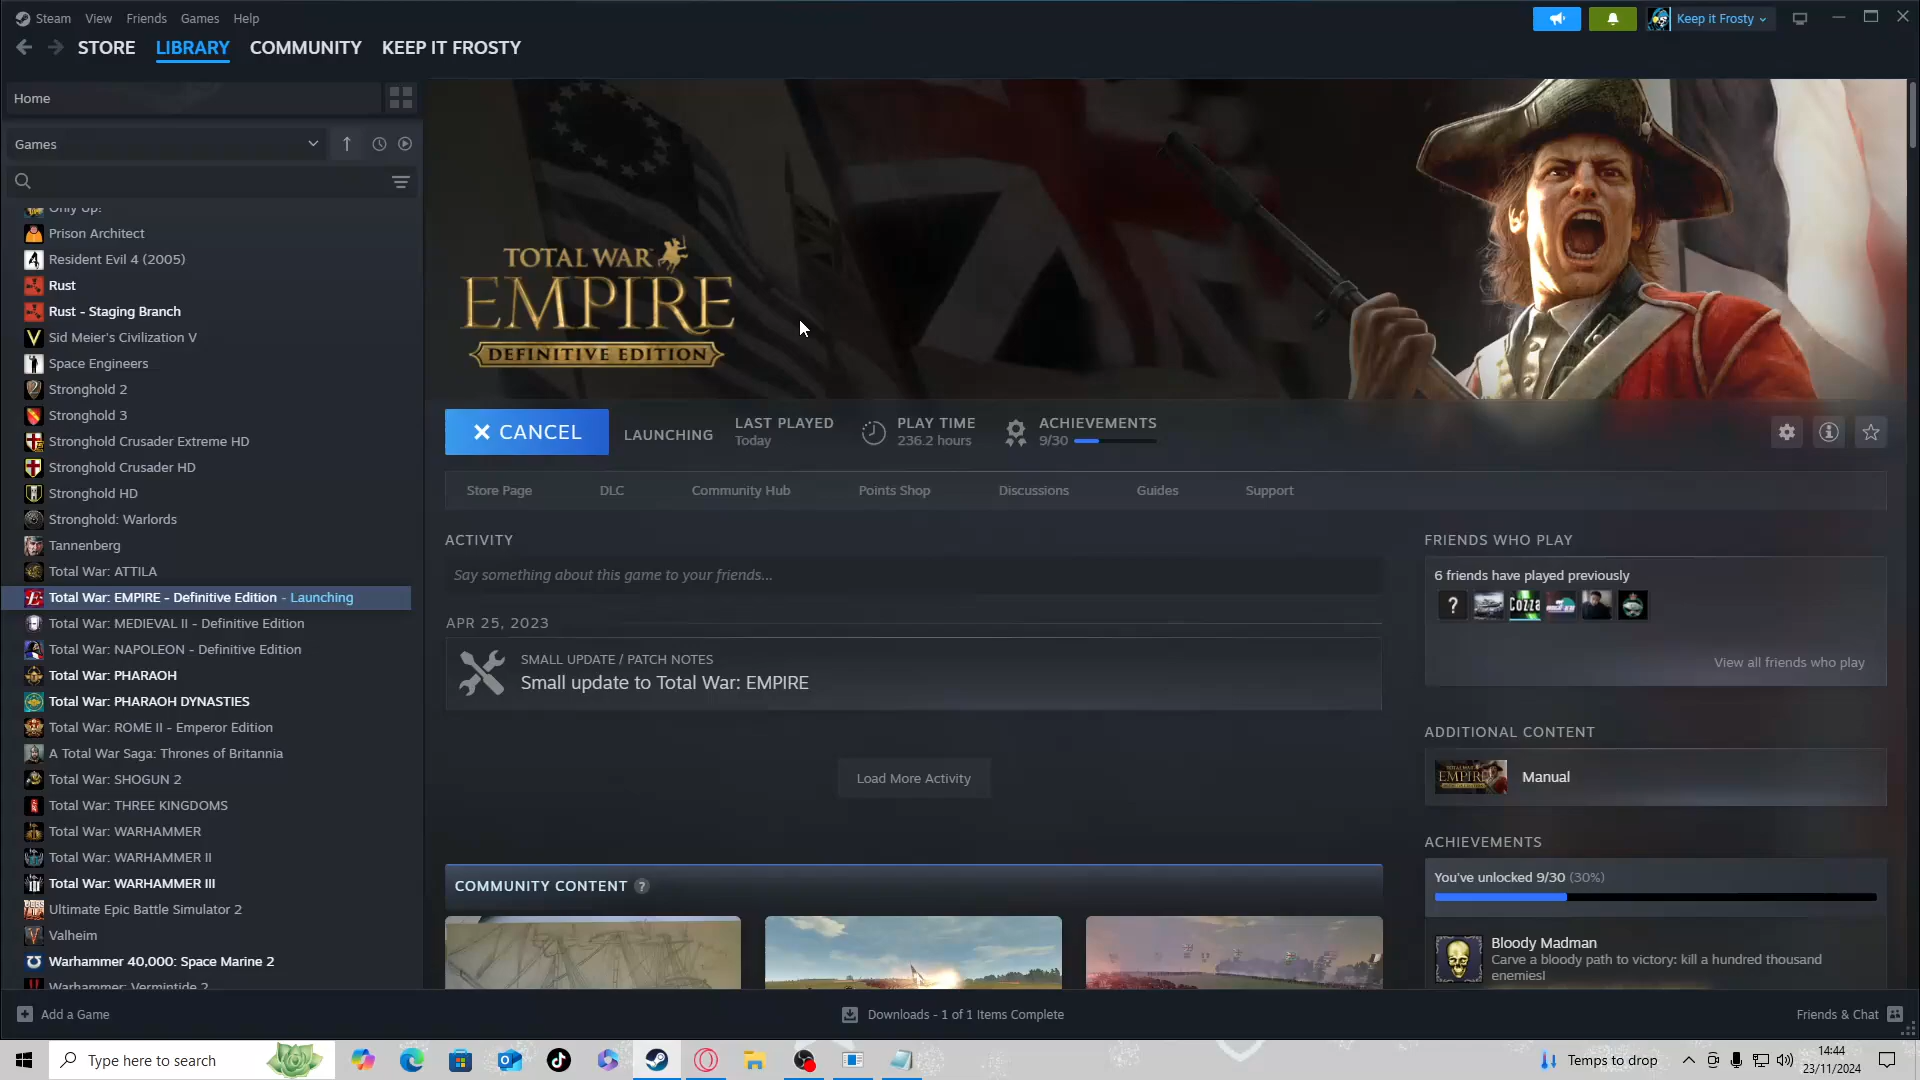 Steam View Friends Games Help
Keep it Frosty
STORE LIBRARY COMMUNITY KEEP IT FROSTY
Home
Games
Only Up!
Prison Architect
Resident Evil 4 (2005)
Rust
Rust - Staging Branch
Sid Meier's Civilization V
Space Engineers
Stronghold 2
Stronghold 3
Stronghold Crusader Extreme HD
Stronghold Crusader HD
Stronghold HD
Stronghold: Warlords
Tannenberg
Total War: ATTILA
Total War: EMPIRE - Definitive Edition - Launching
Total War: MEDIEVAL II - Definitive Edition
Total War: NAPOLEON - Definitive Edition
Total War: PHARAOH
Total War: PHARAOH DYNASTIES
Total War: ROME II - Emperor Edition
A Total War Saga: Thrones of Britannia
Total War: SHOGUN 2
Total War: THREE KINGDOMS
Total War: WARHAMMER
Total War: WARHAMMER II
Total War: WARHAMMER III
Ultimate Epic Battle Simulator 2
Valheim
Warhammer 40,000: Space Marine 2
Warhammer: Vermintide 2
TOTAL WAR
EMPIRE
DEFINITIVE EDITION
CANCEL
LAUNCHING
LAST PLAYED
Today
PLAY TIME
236.2 hours
ACHIEVEMENTS
9/30
Store Page DLC Community Hub Points Shop Discussions Guides Support
ACTIVITY
Say something about this game to your friends...
APR 25, 2023
SMALL UPDATE / PATCH NOTES
Small update to Total War: EMPIRE
Load More Activity
COMMUNITY CONTENT ?
FRIENDS WHO PLAY
6 friends have played previously
? Cozza
View all friends who play
ADDITIONAL CONTENT
EMPIRE
Manual
ACHIEVEMENTS
You've unlocked 9/30 (30%)
Bloody Madman
Carve a bloody path to victory: kill a hundred thousand
enemies!
Add a Game
Downloads - 1 of 1 Items Complete
Friends & Chat
Type here to search
Temps to drop
14:44
23/11/2024